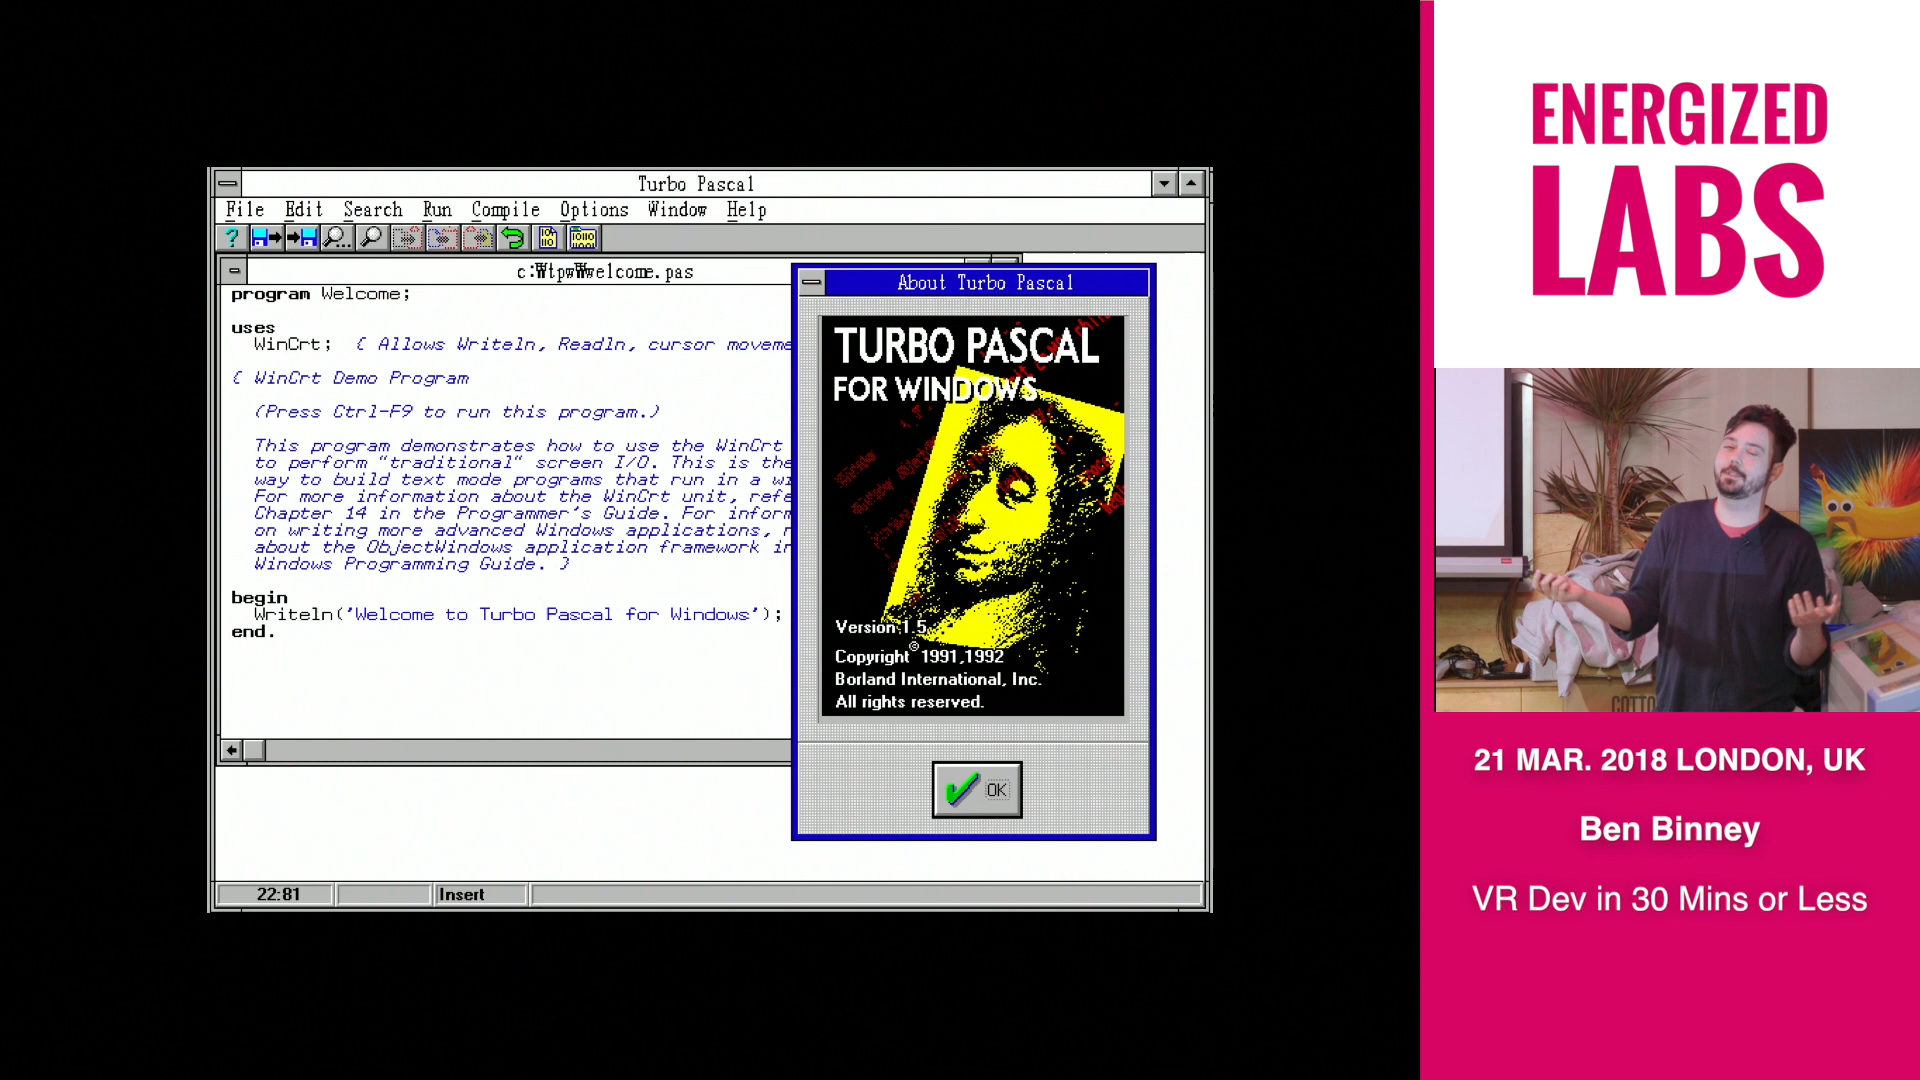 Turbo Pascal
File Edit Search Run Compile Options Window Help
c:₩tpw₩welcome.pas
program Welcome;
uses
WinCrt; { Allows Writeln, Readln, cursor moveme
{ WinCrt Demo Program
(Press Ctrl-F9 to run this program.)
This program demonstrates how to use the WinCrt
to perform "traditional" screen I/O. This is the
way to build text mode programs that run in a wi
For more information about the WinCrt unit, refe
Chapter 14 in the Programmer's Guide. For inform
on writing more advanced Windows applications, r
about the ObjectWindows application framework in
Windows Programming Guide. }
begin
Writeln('Welcome to Turbo Pascal for Windows');
end.
22:81 Insert
About Turbo Pascal
TURBO PASCAL
FOR WINDOWS
Version 1.5
Copyright © 1991,1992
Borland International, Inc.
All rights reserved.
OK
ENERGIZED
LABS
21 MAR. 2018 LONDON, UK
Ben Binney
VR Dev in 30 Mins or Less